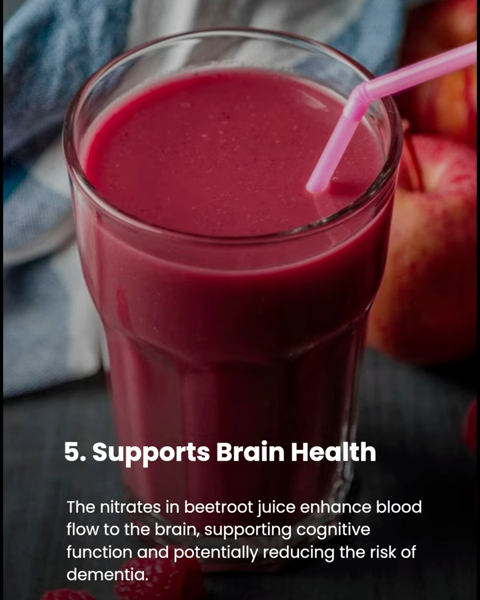 5. Supports Brain Health
The nitrates in beetroot juice enhance blood
flow to the brain, supporting cognitive
function and potentially reducing the risk of
dementia.